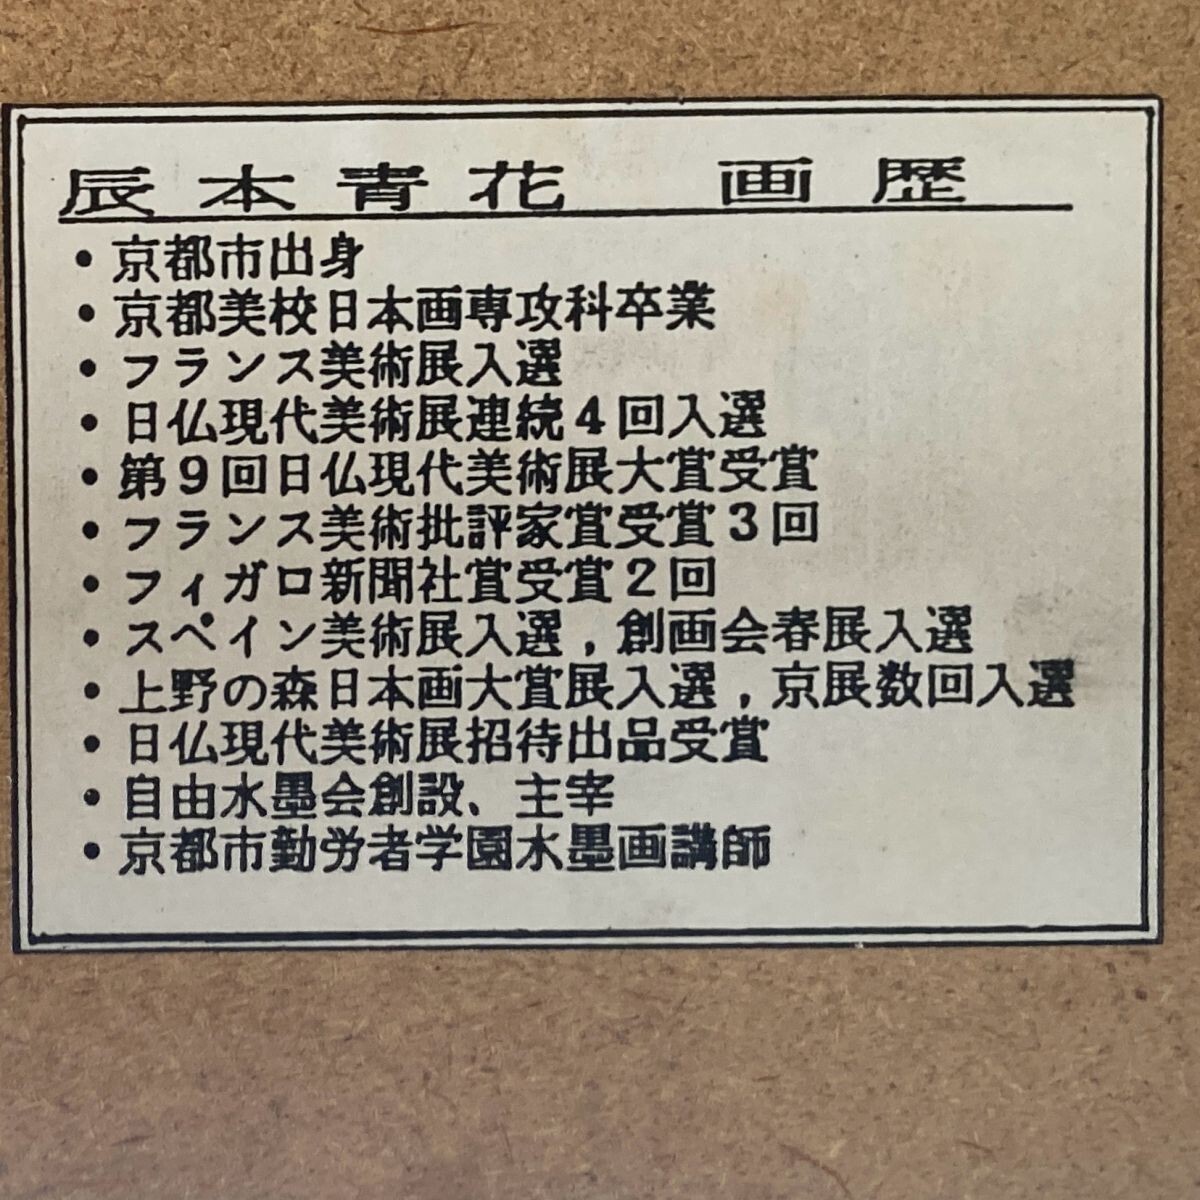 辰本青花 画歴
・京都市出身
・京都美校日本画専攻科卒業
・フランス美術展入選
・日仏現代美術展連続4回入選
・第9回日仏現代美術展大賞受賞
・フランス美術批評家賞受賞3回
・フィガロ新聞社賞受賞2回
・スペイン美術展入選,創画会春展入選
・上野の森日本画大賞展入選,京展数回入選
・日仏現代美術展招待出品受賞
・自由水墨会創設、主宰
・京都市勤労者学園水墨画講師